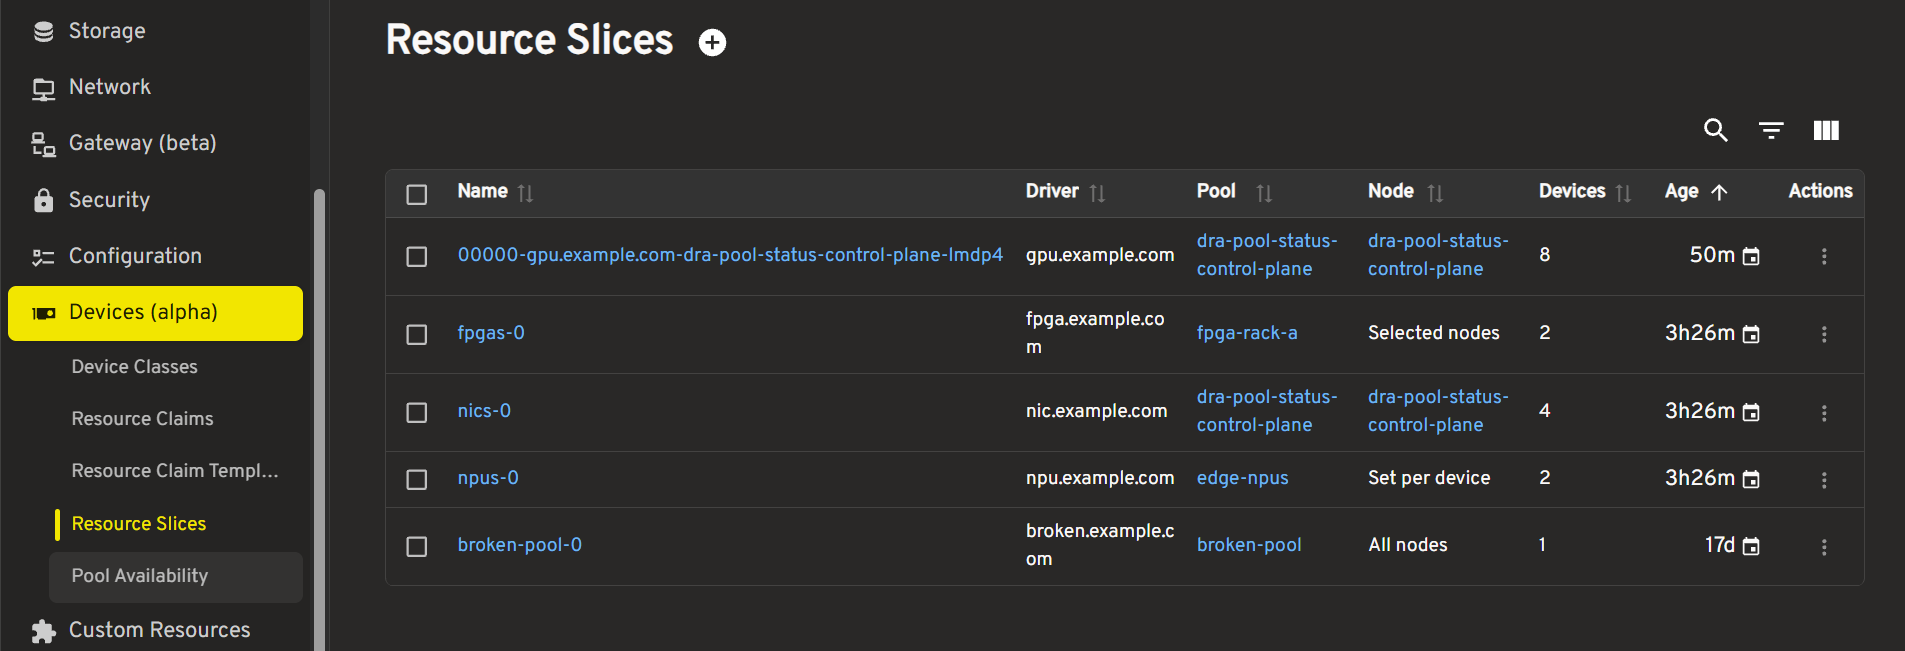 Storage
Network
Gateway (beta)
Security
Configuration
Devices (alpha)
Device Classes
Resource Claims
Resource Claim Templ...
Resource Slices
Pool Availability
Custom Resources
Resource Slices
Name Driver Pool Node Devices Age Actions
00000-gpu.example.com-dra-pool-status-control-plane-lmdp4 gpu.example.com dra-pool-status-control-plane dra-pool-status-control-plane 8 50m
fpgas-0 fpga.example.com fpga-rack-a Selected nodes 2 3h26m
nics-0 nic.example.com dra-pool-status-control-plane dra-pool-status-control-plane 4 3h26m
npus-0 npu.example.com edge-npus Set per device 2 3h26m
broken-pool-0 broken.example.com broken-pool All nodes 1 17d